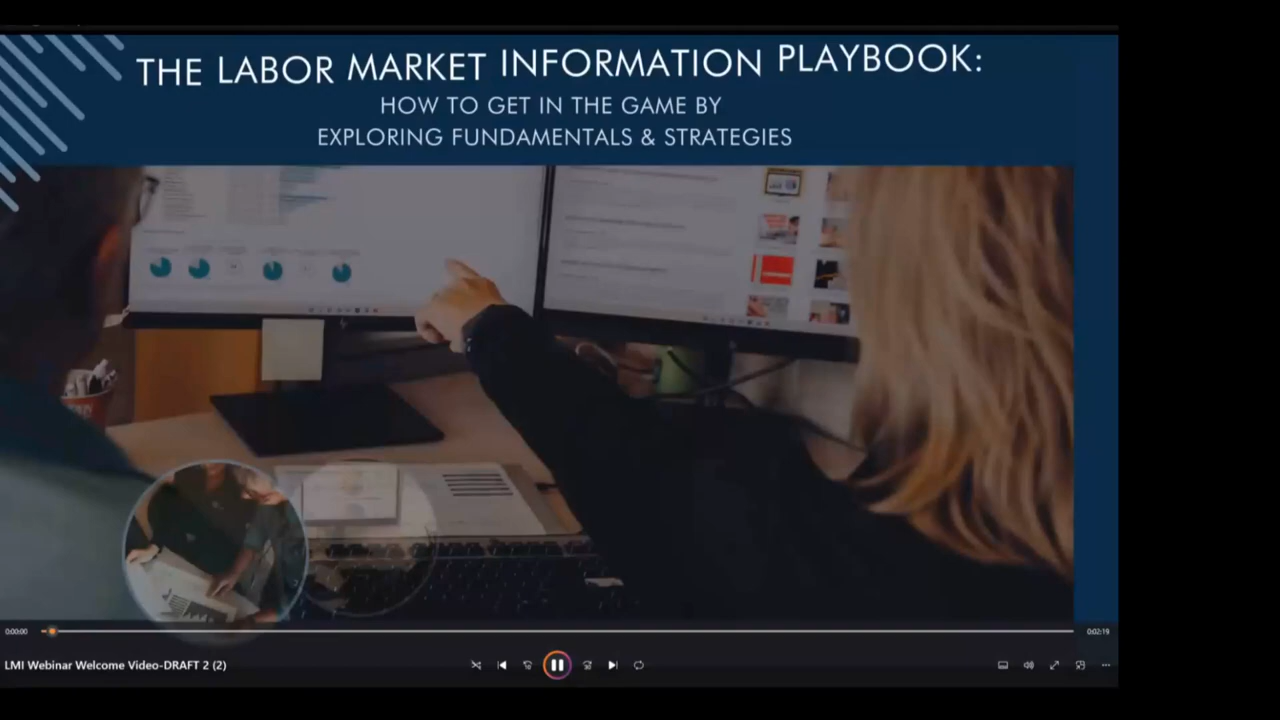 THE LABOR MARKET INFORMATION PLAYBOOK:
HOW TO GET IN THE GAME BY
EXPLORING FUNDAMENTALS & STRATEGIES
0:00:00
0:02:19
LMI Webinar Welcome Video-DRAFT 2 (2)